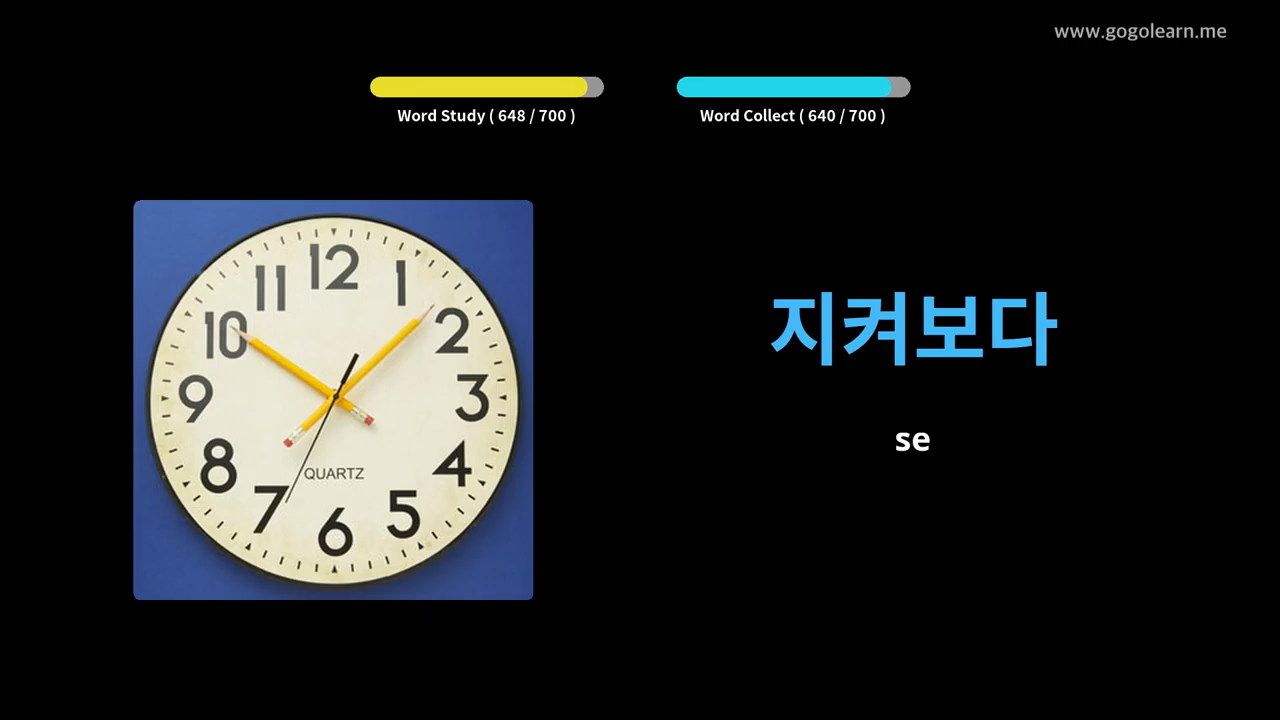 www.gogolearn.me
Word Study ( 648 / 700 )
Word Collect ( 640 / 700 )
12
11
1
10
2
9
3
8
4
7
5
6
QUARTZ
지켜보다
se